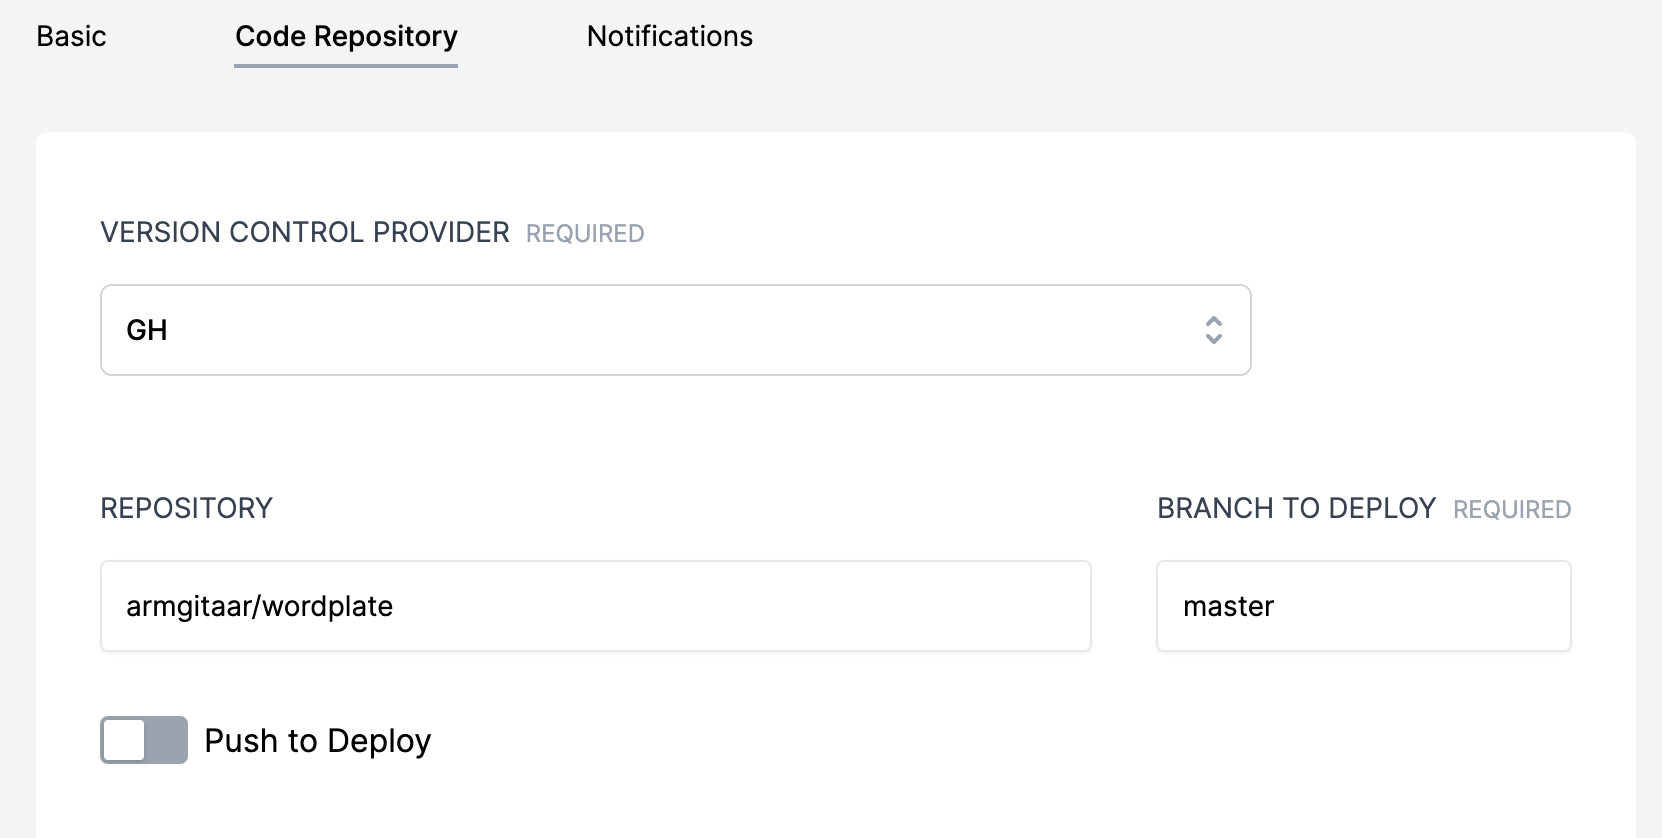 Basic Code Repository Notifications
VERSION CONTROL PROVIDER REQUIRED
GH
REPOSITORY BRANCH TO DEPLOY REQUIRED
armgitaar/wordplate master
Push to Deploy